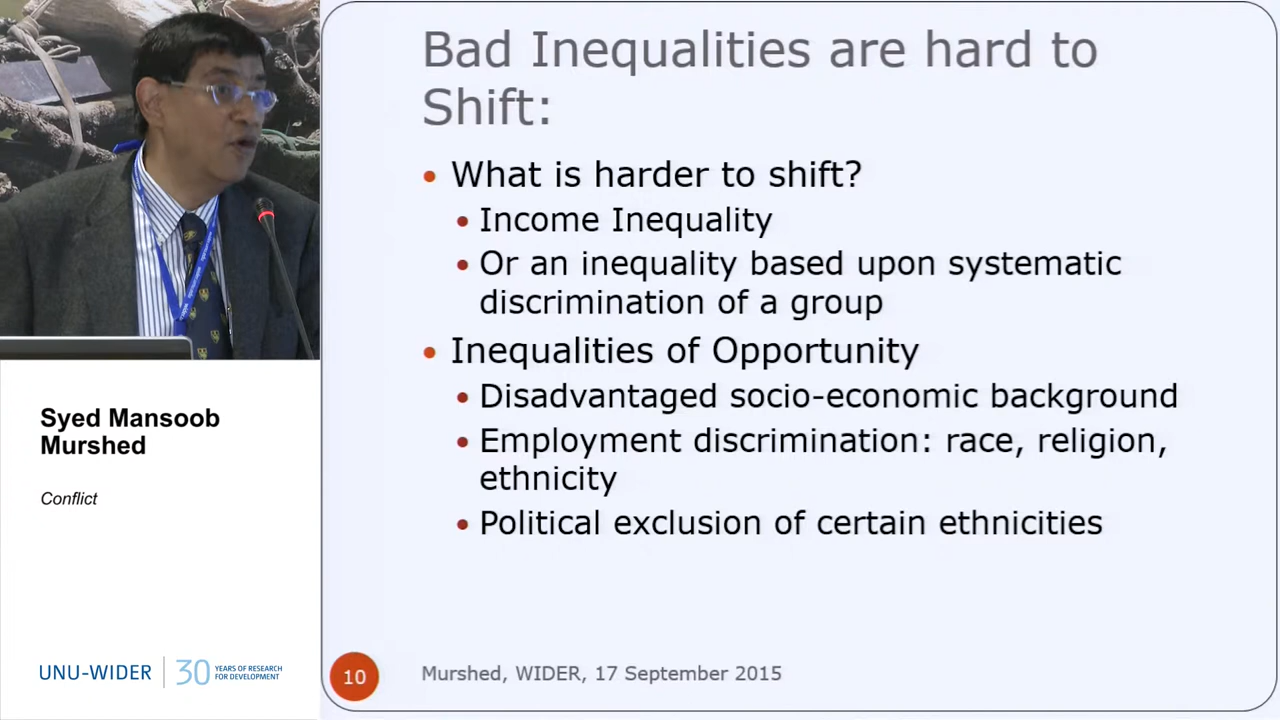 Bad Inequalities are hard to
Shift:
• What is harder to shift?
• Income Inequality
• Or an inequality based upon systematic
discrimination of a group
• Inequalities of Opportunity
• Disadvantaged socio-economic background
• Employment discrimination: race, religion,
ethnicity
• Political exclusion of certain ethnicities
10
Murshed, WIDER, 17 September 2015
Syed Mansoob
Murshed
Conflict
UNU-WIDER
30 YEARS OF RESEARCH
FOR DEVELOPMENT